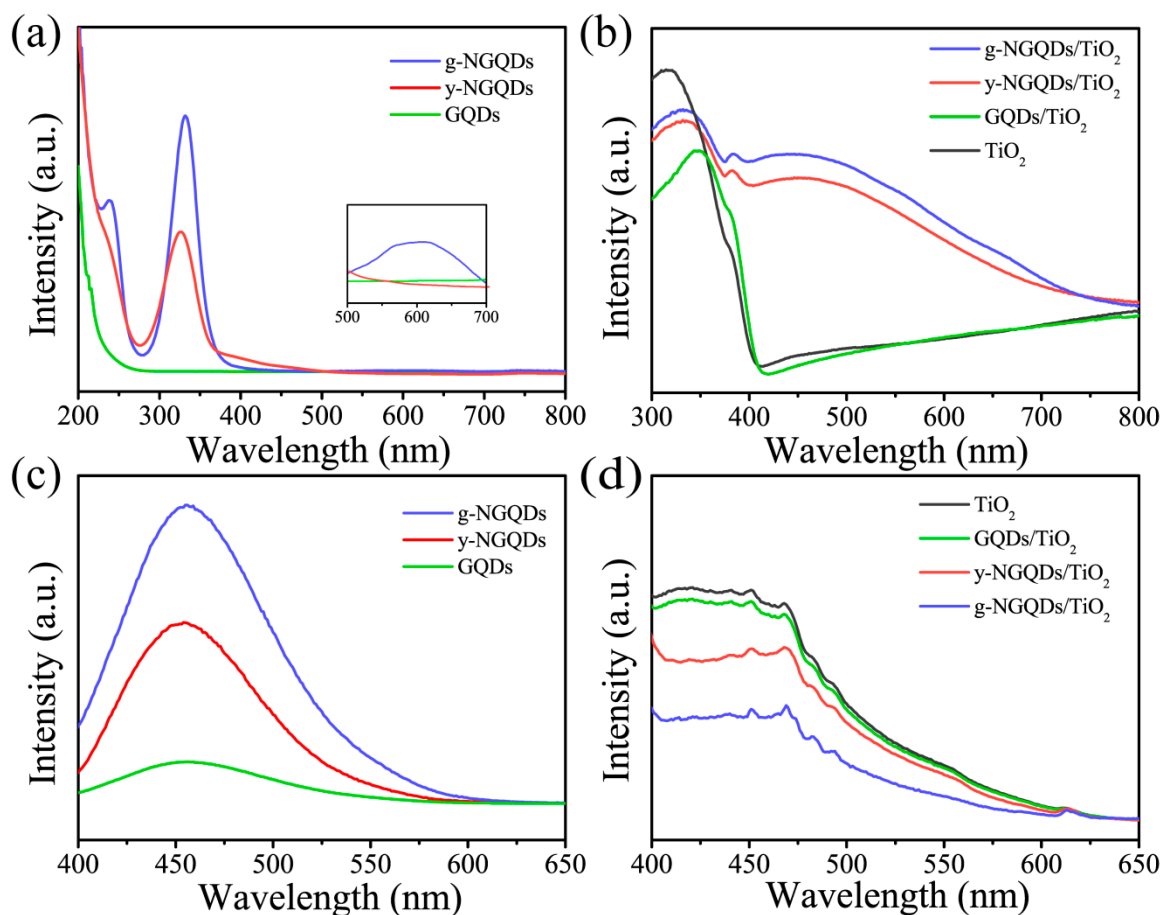 (a)
g-NGQDs
y-NGQDs
GQDs
Intensity (a.u.)
500 600 700
200 300 400 500 600 700 800
Wavelength (nm)
(b)
g-NGQDs/TiO₂
y-NGQDs/TiO₂
GQDs/TiO₂
TiO₂
Intensity (a.u.)
300 400 500 600 700 800
Wavelength (nm)
(c)
g-NGQDs
y-NGQDs
GQDs
Intensity (a.u.)
400 450 500 550 600 650
Wavelength (nm)
(d)
TiO₂
GQDs/TiO₂
y-NGQDs/TiO₂
g-NGQDs/TiO₂
Intensity (a.u.)
400 450 500 550 600 650
Wavelength (nm)